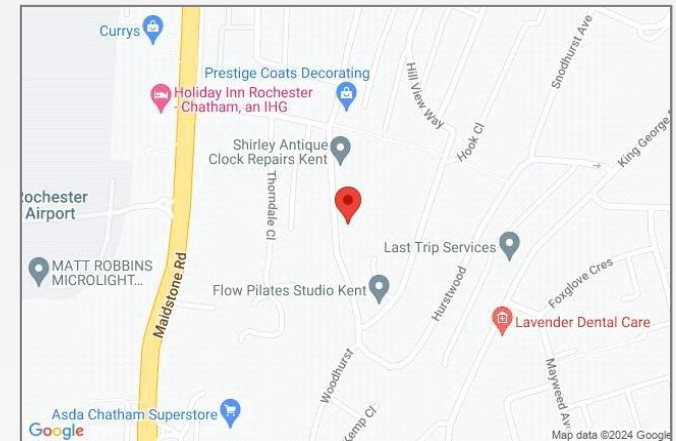 Currys
Snodhurst Ave
Prestige Coats Decorating
Hill View Way
Holiday Inn Rochester
- Chatham, an IHG
King George
Shirley Antique
Clock Repairs Kent
Hook Cl
Thorndale Cl
Rochester
Airport
Last Trip Services
MATT ROBBINS
MICROLIGHT...
Maidstone Rd
Flow Pilates Studio Kent
Hurstwood
Foxglove Cres
Lavender Dental Care
Woodhurst
Mayweed Av
Asda Chatham Superstore
Kemp Cl
Google
Map data ©2024 Google